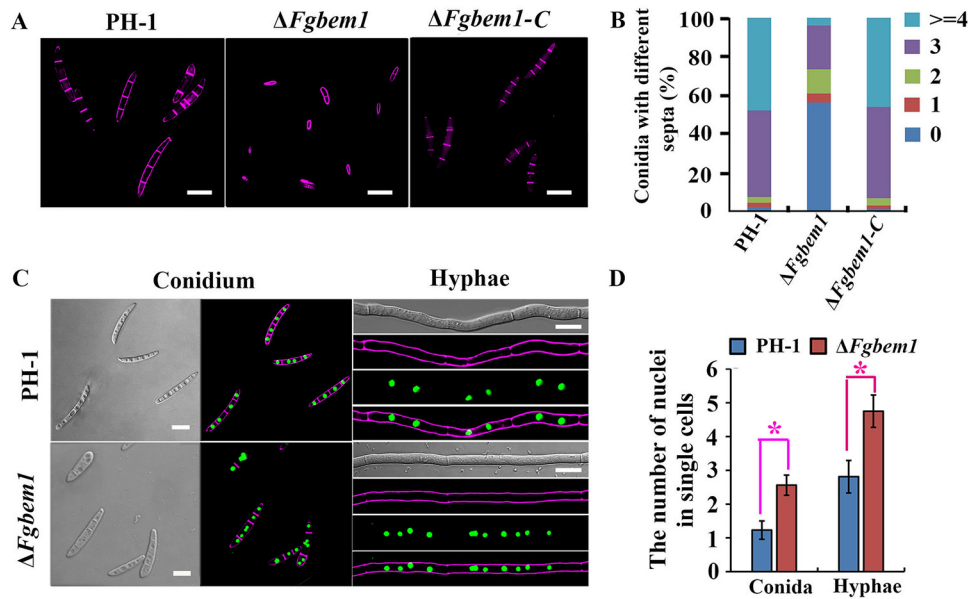 A
PH-1
ΔFgbem1
ΔFgbem1-C
B
Conidia with different
septa (%)
100
80
60
40
20
0
>=4
3
2
1
0
PH-1
ΔFgbem1
ΔFgbem1-C
C
Conidium
Hyphae
PH-1
ΔFgbem1
D
PH-1
ΔFgbem1
The number of nuclei
in single cells
6
5
4
3
2
1
0
*
*
Conida
Hyphae